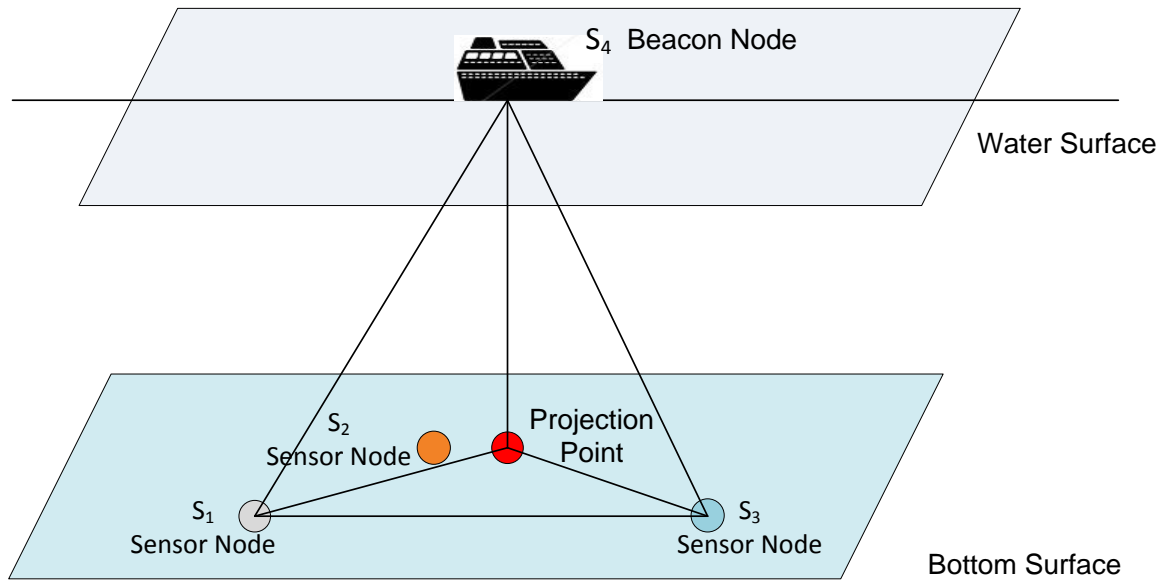 S₄ Beacon Node
Water Surface
S₂
Sensor Node
Projection
Point
S₁
Sensor Node
S₃
Sensor Node
Bottom Surface